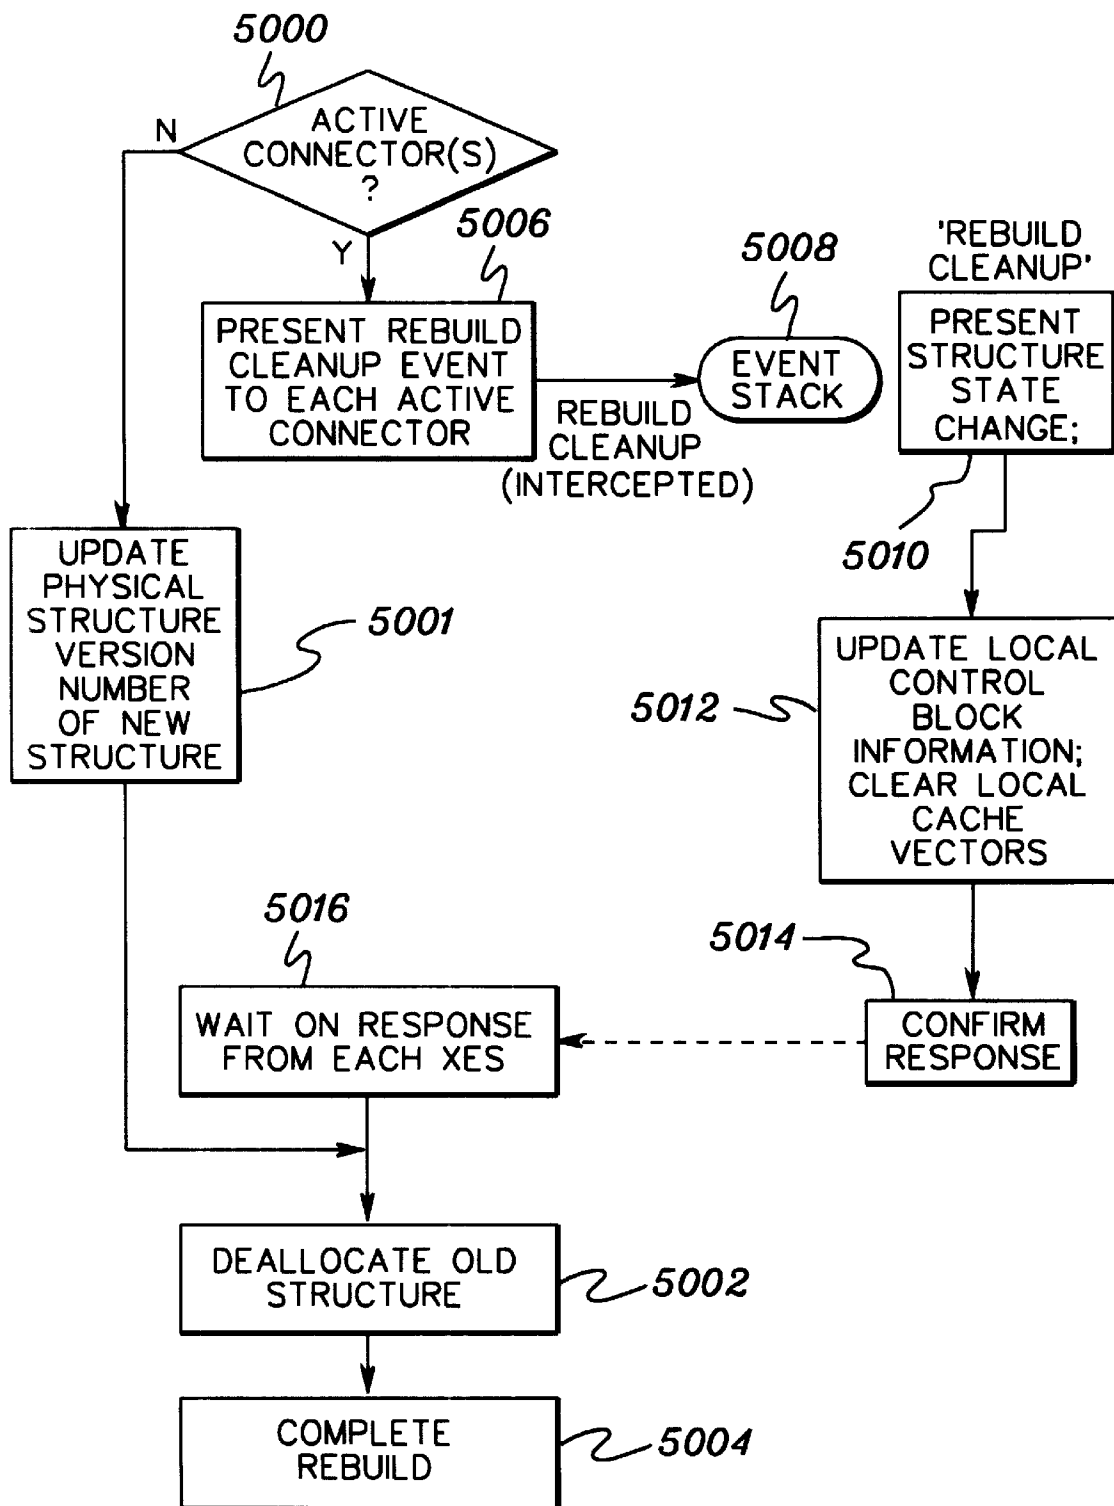 5000
N
ACTIVE
CONNECTOR(S)
?
Y
5006
PRESENT REBUILD
CLEANUP EVENT
TO EACH ACTIVE
CONNECTOR
REBUILD
CLEANUP
(INTERCEPTED)
5008
EVENT
STACK
'REBUILD
CLEANUP'
PRESENT
STRUCTURE
STATE
CHANGE;
5010
UPDATE
PHYSICAL
STRUCTURE
VERSION
NUMBER
OF NEW
STRUCTURE
5001
5012
UPDATE LOCAL
CONTROL
BLOCK
INFORMATION;
CLEAR LOCAL
CACHE
VECTORS
5016
WAIT ON RESPONSE
FROM EACH XES
5014
CONFIRM
RESPONSE
DEALLOCATE OLD
STRUCTURE
5002
COMPLETE
REBUILD
5004